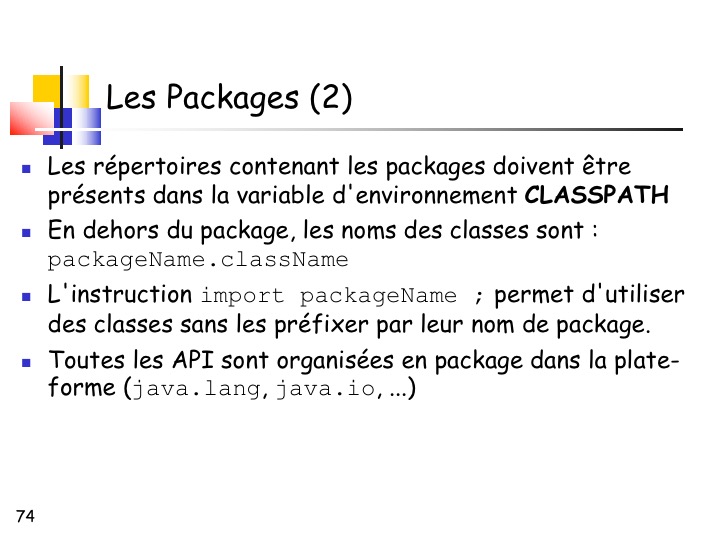 Les Packages (2)
Les répertoires contenant les packages doivent être
présents dans la variable d'environnement CLASSPATH
En dehors du package, les noms des classes sont :
packageName.className
L'instruction import packageName ; permet d'utiliser
des classes sans les préfixer par leur nom de package.
Toutes les API sont organisées en package dans la plate-
forme (java.lang, java.io, ...)
74